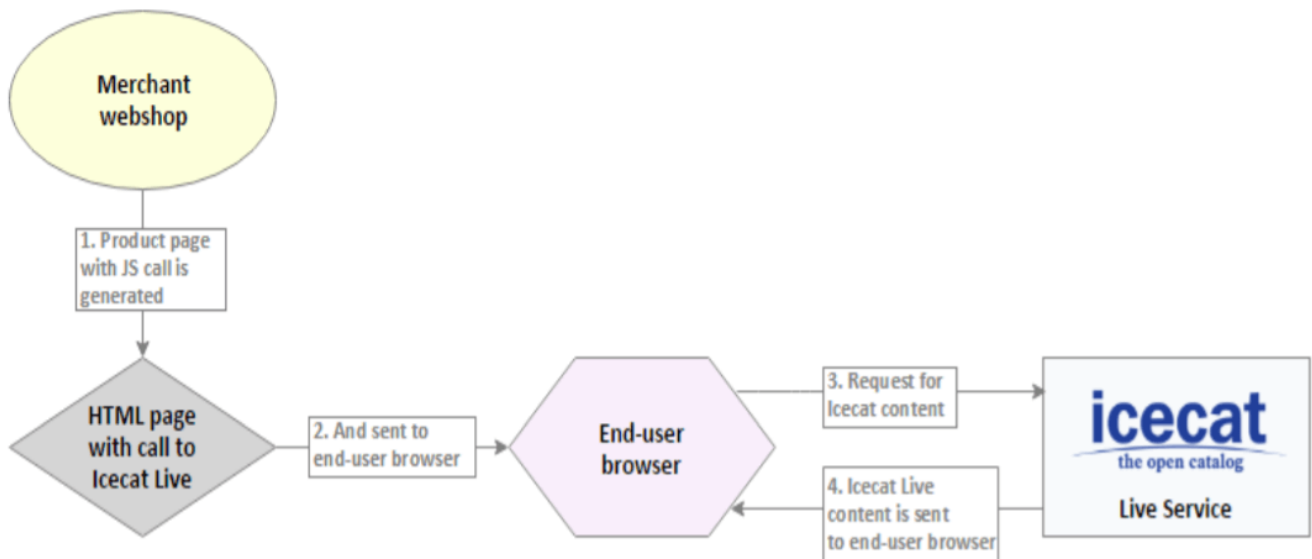 Merchant
webshop
1. Product page
with JS call is
generated
HTML page
with call to
Icecat Live
2. And sent to
end-user browser
End-user
browser
3. Request for
Icecat content
icecat
the open catalog
Live Service
4. Icecat Live
content is sent
to end-user browser